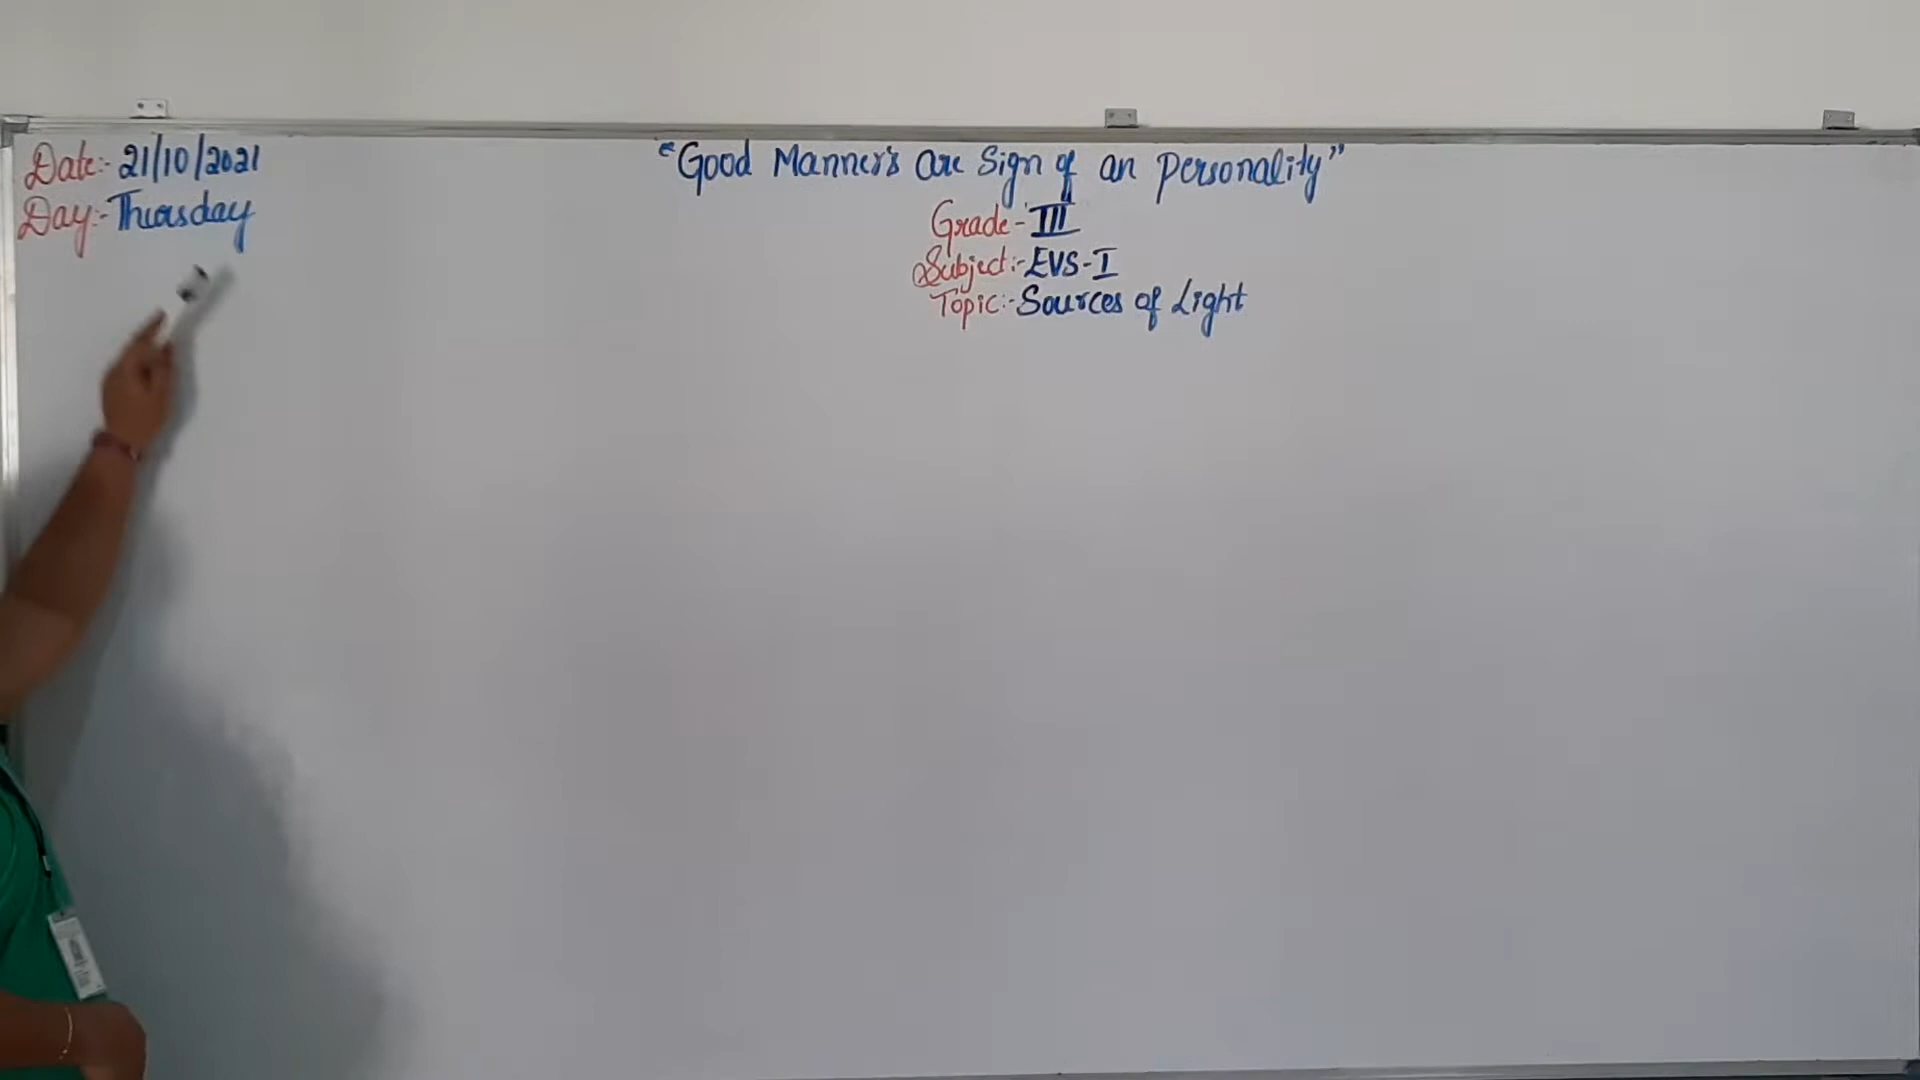 Date:- 21/10/2021
Day:- Thursday
"Good Manners are Sign of an Personality"
Grade- III
Subject:- EVS-I
Topic:- Sources of Light